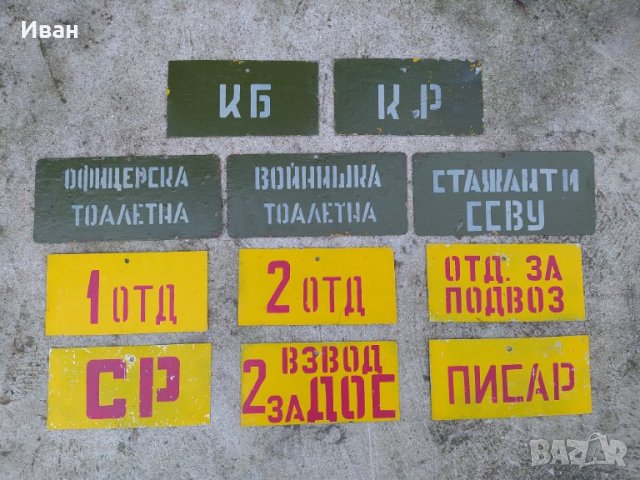 Иван
КБ
К Р
ОФИЦЕРСКА
ТОАЛЕТНА
ВОЙНИШКА
ТОАЛЕТНА
СТАЖАНТИ
ССВУ
1 ОТД
2 ОТД
ОТД. ЗА
ПОДВОЗ
СР
2 ВЗВОД
ЗА ДОС
ПИСАР
BAZAR